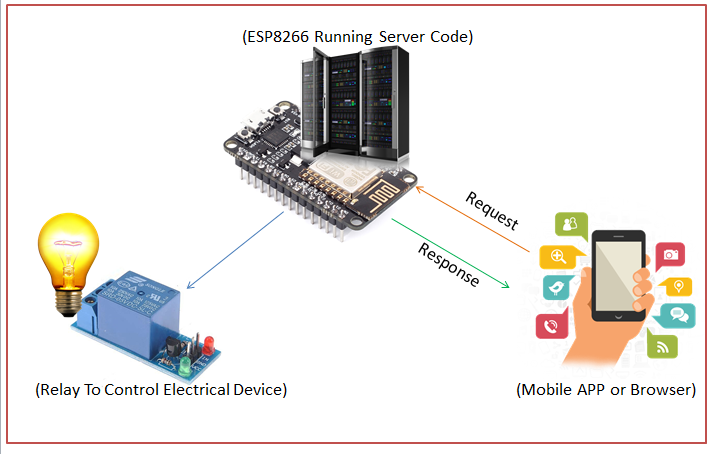 (ESP8266 Running Server Code)
Request
Response
(Relay To Control Electrical Device)
(Mobile APP or Browser)